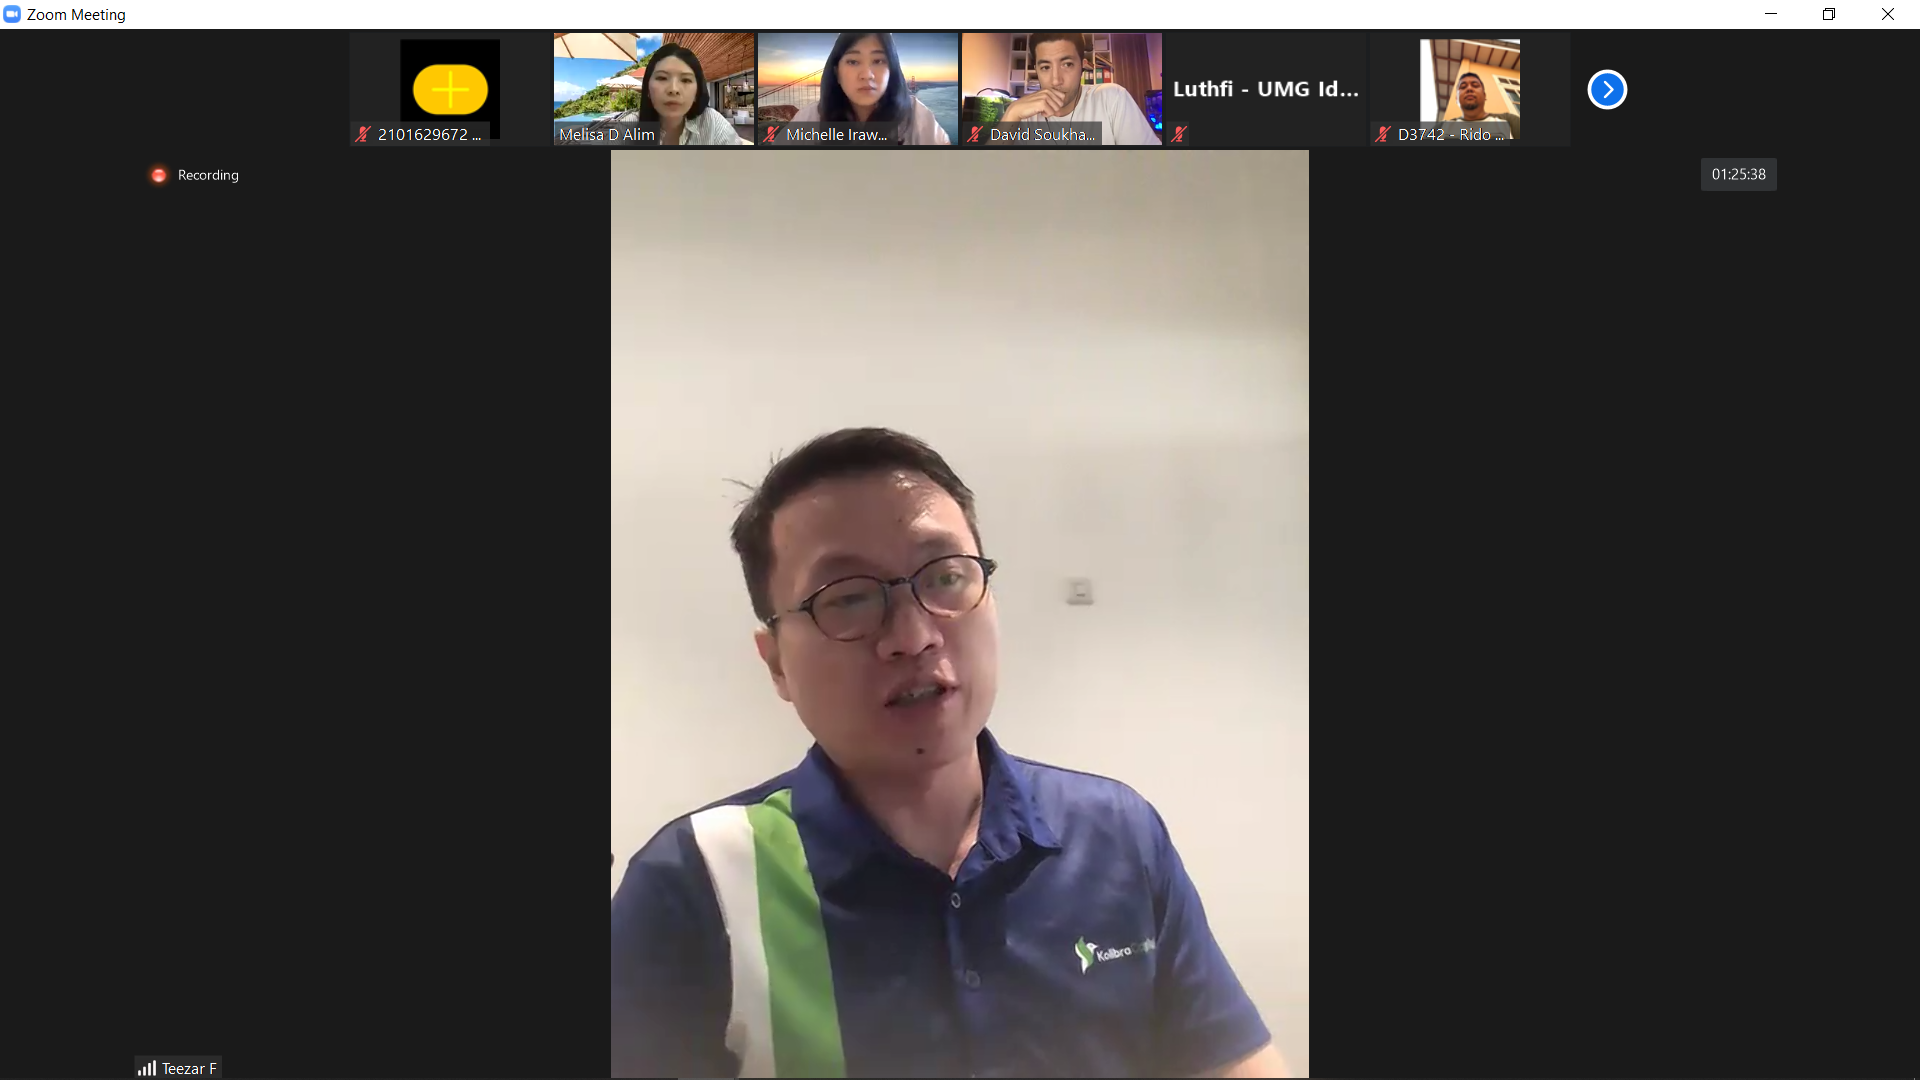 Zoom Meeting
2101629672 ...
Melisa D Alim
Michelle Iraw...
David Soukha...
Luthfi - UMG Id...
D3742 - Rido ...
Recording
01:25:38
Kolibra
Teezar F